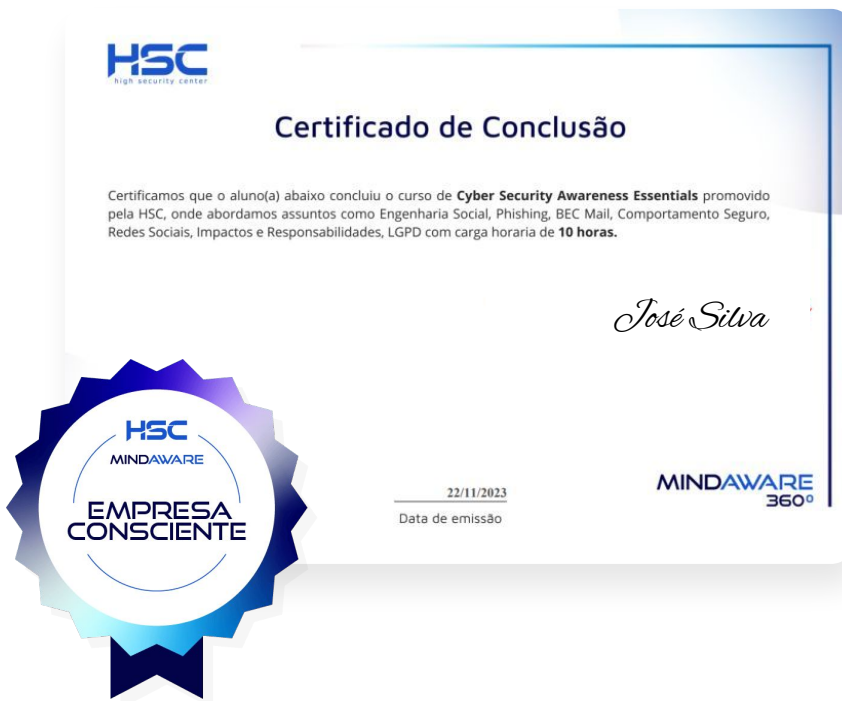 HSC
high security center
Certificado de Conclusão
Certificamos que o aluno(a) abaixo concluiu o curso de Cyber Security Awareness Essentials promovido
pela HSC, onde abordamos assuntos como Engenharia Social, Phishing, BEC Mail, Comportamento Seguro,
Redes Sociais, Impactos e Responsabilidades, LGPD com carga horaria de 10 horas.
José Silva
HSC
MINDAWARE
EMPRESA
CONSCIENTE
22/11/2023
Data de emissão
MINDAWARE
360º